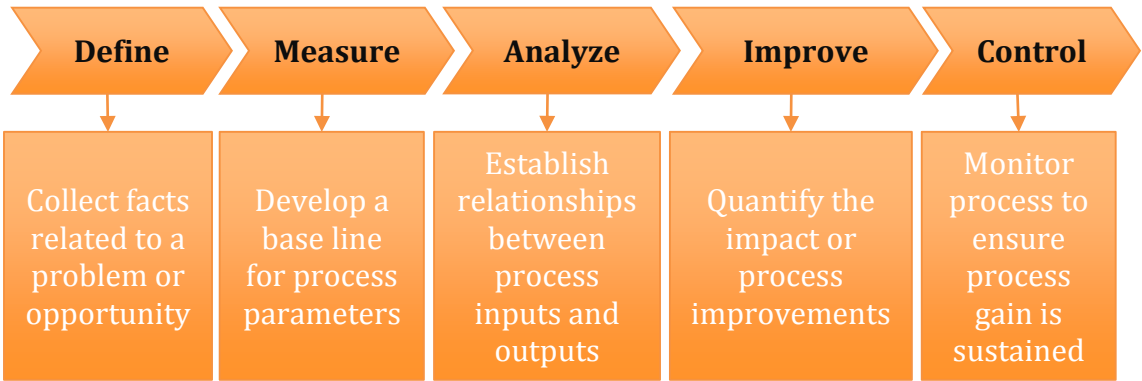 Define
Measure
Analyze
Improve
Control
Collect facts
related to a
problem or
opportunity
Develop a
base line
for process
parameters
Establish
relationships
between
process
inputs and
outputs
Quantify the
impact or
process
improvements
Monitor
process to
ensure
process
gain is
sustained